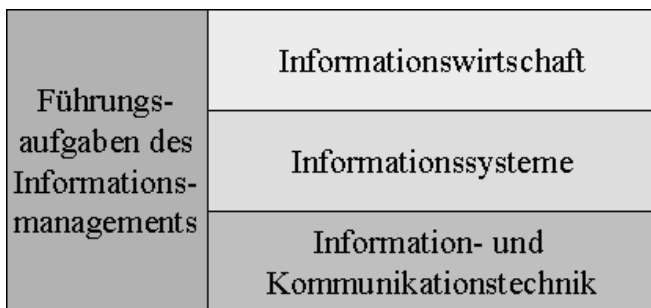 Führungs-
aufgaben des
Informations-
managements
Informationswirtschaft
Informationssysteme
Information- und
Kommunikationstechnik